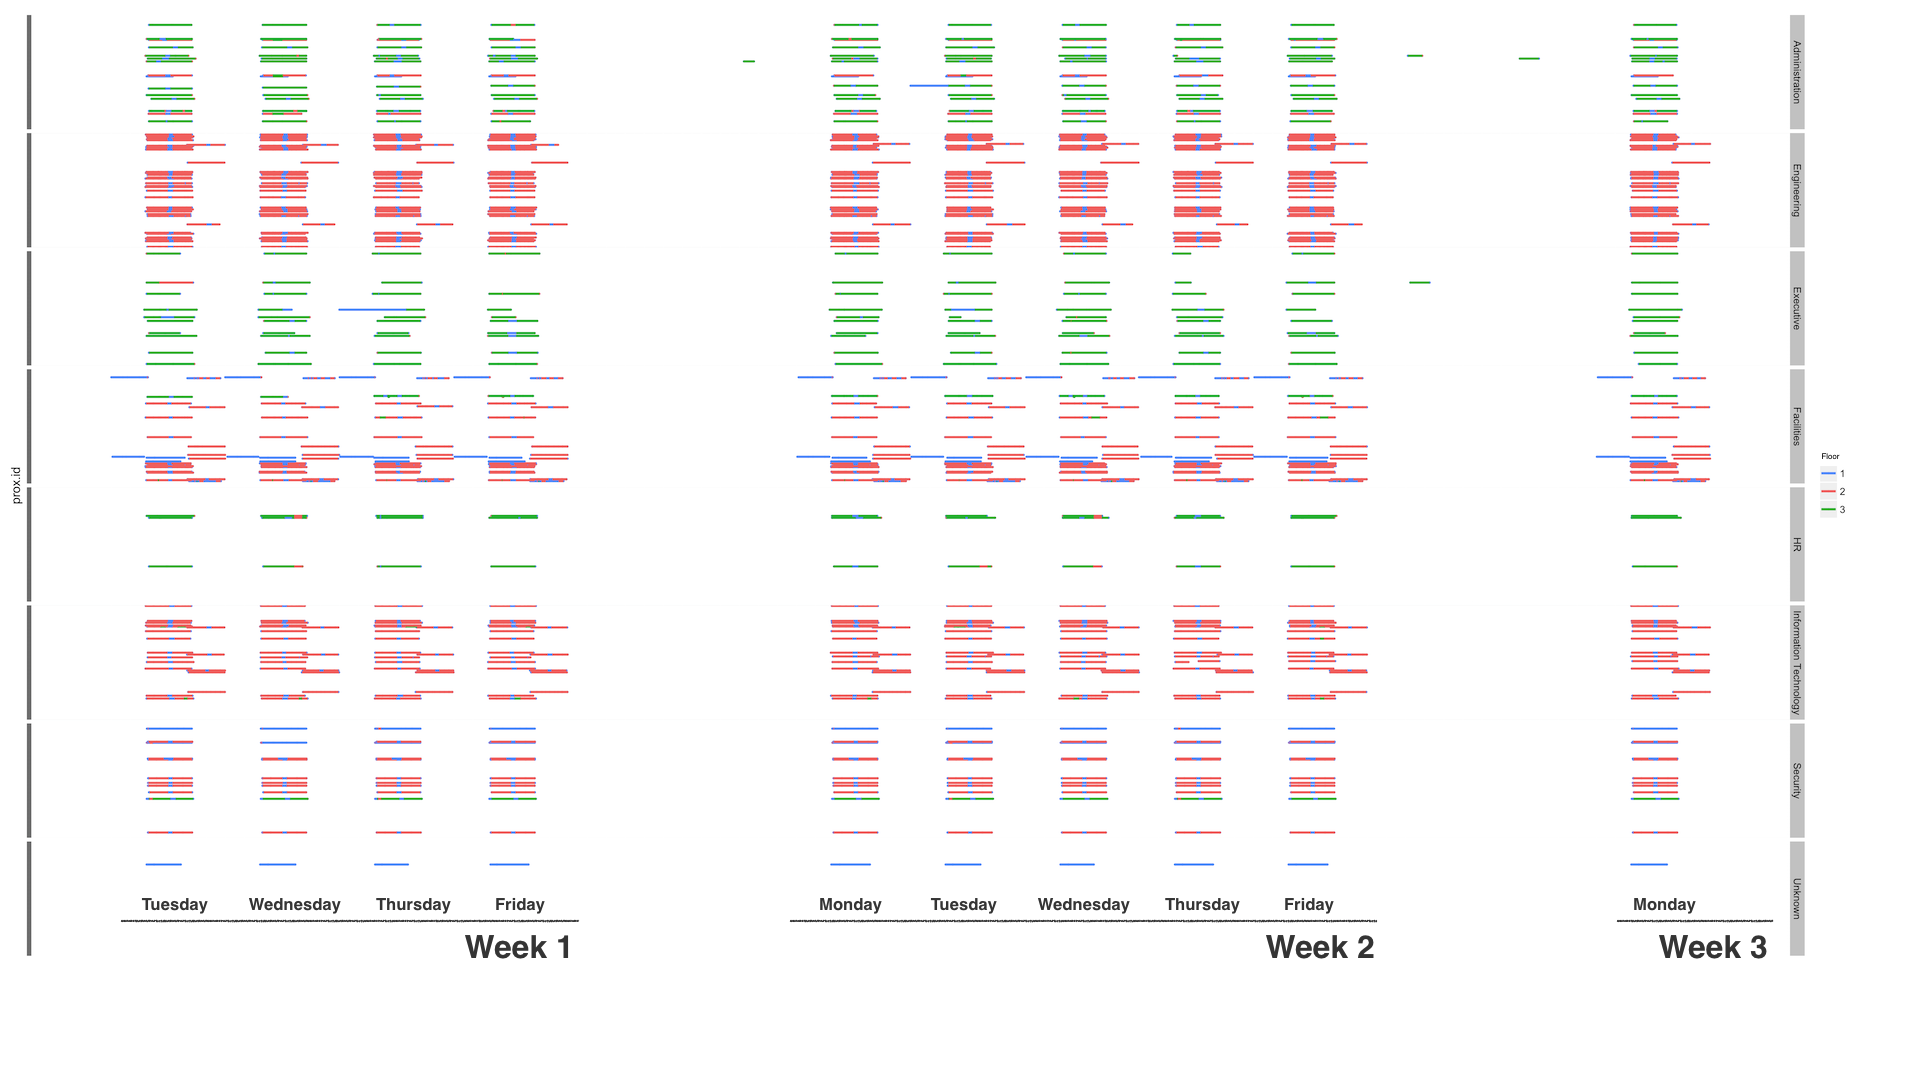 prox.id
Administration
Engineering
Executive
Facilities
HR
Information Technology
Security
Unknown
Floor
1
2
3
Tuesday Wednesday Thursday Friday Monday Tuesday Wednesday Thursday Friday Monday
Week 1 Week 2 Week 3